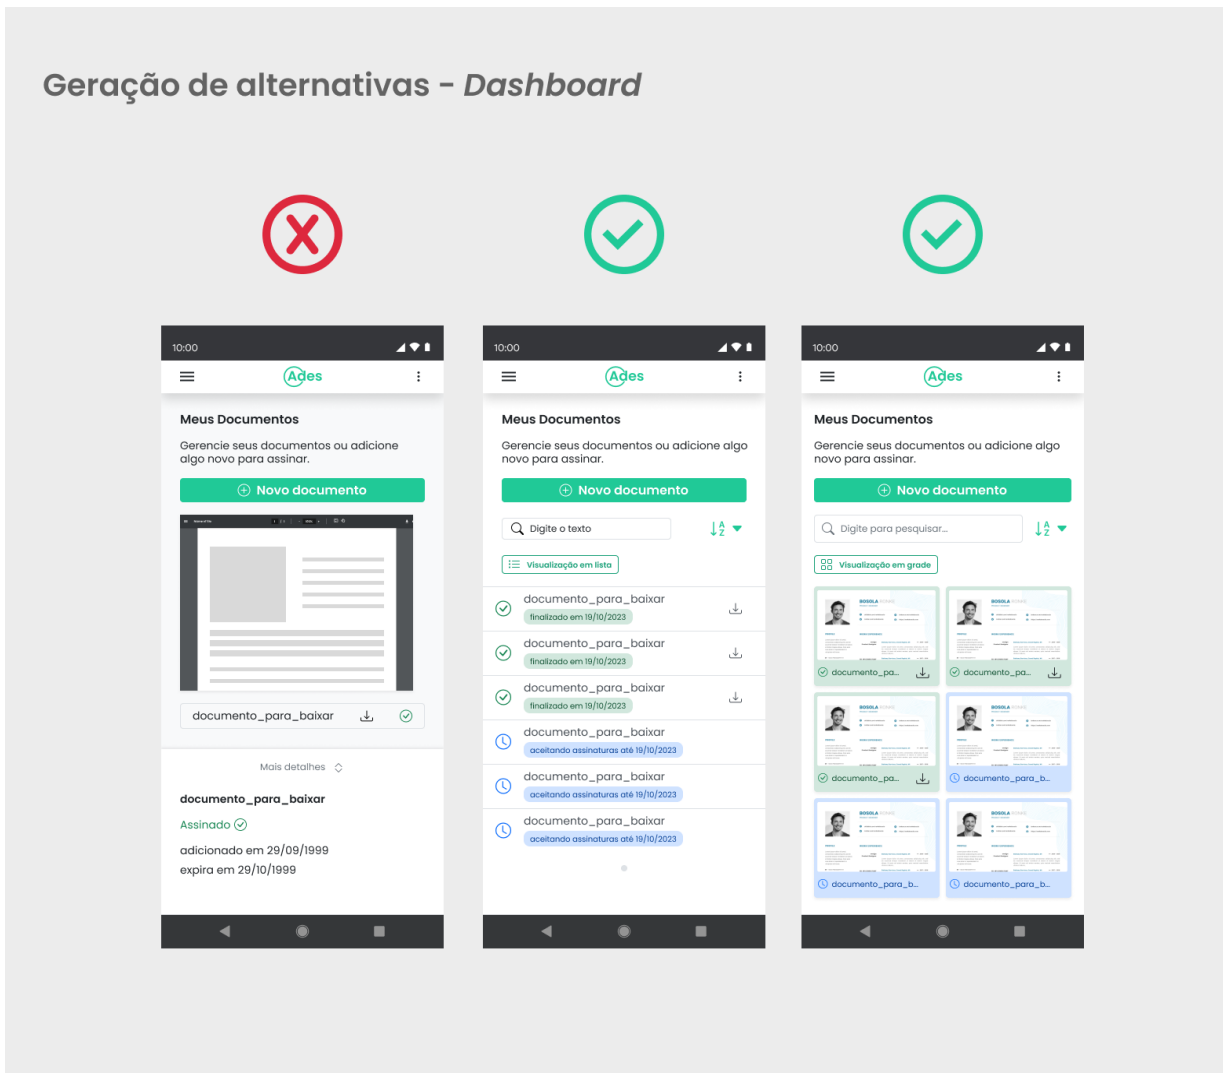 Geração de alternativas - Dashboard
10:00
Ades
Meus Documentos
Gerencie seus documentos ou adicione
algo novo para assinar.
Novo documento
documento_para_baixar
Mais detalhes
documento_para_baixar
Assinado
adicionado em 29/09/1999
expira em 29/10/1999
10:00
Ades
Meus Documentos
Gerencie seus documentos ou adicione algo
novo para assinar.
Novo documento
Digite o texto
A
Z
Visualização em lista
documento_para_baixar
finalizado em 19/10/2023
documento_para_baixar
finalizado em 19/10/2023
documento_para_baixar
finalizado em 19/10/2023
documento_para_baixar
aceitando assinaturas até 19/10/2023
documento_para_baixar
aceitando assinaturas até 19/10/2023
documento_para_baixar
aceitando assinaturas até 19/10/2023
10:00
Ades
Meus Documentos
Gerencie seus documentos ou adicione algo
novo para assinar.
Novo documento
Digite para pesquisar...
A
Z
Visualização em grade
ROSOLA
documento_pa...
ROSOLA
documento_pa...
ROSOLA
documento_pa...
ROSOLA
documento_para_b...
ROSOLA
documento_para_b...
ROSOLA
documento_para_b...